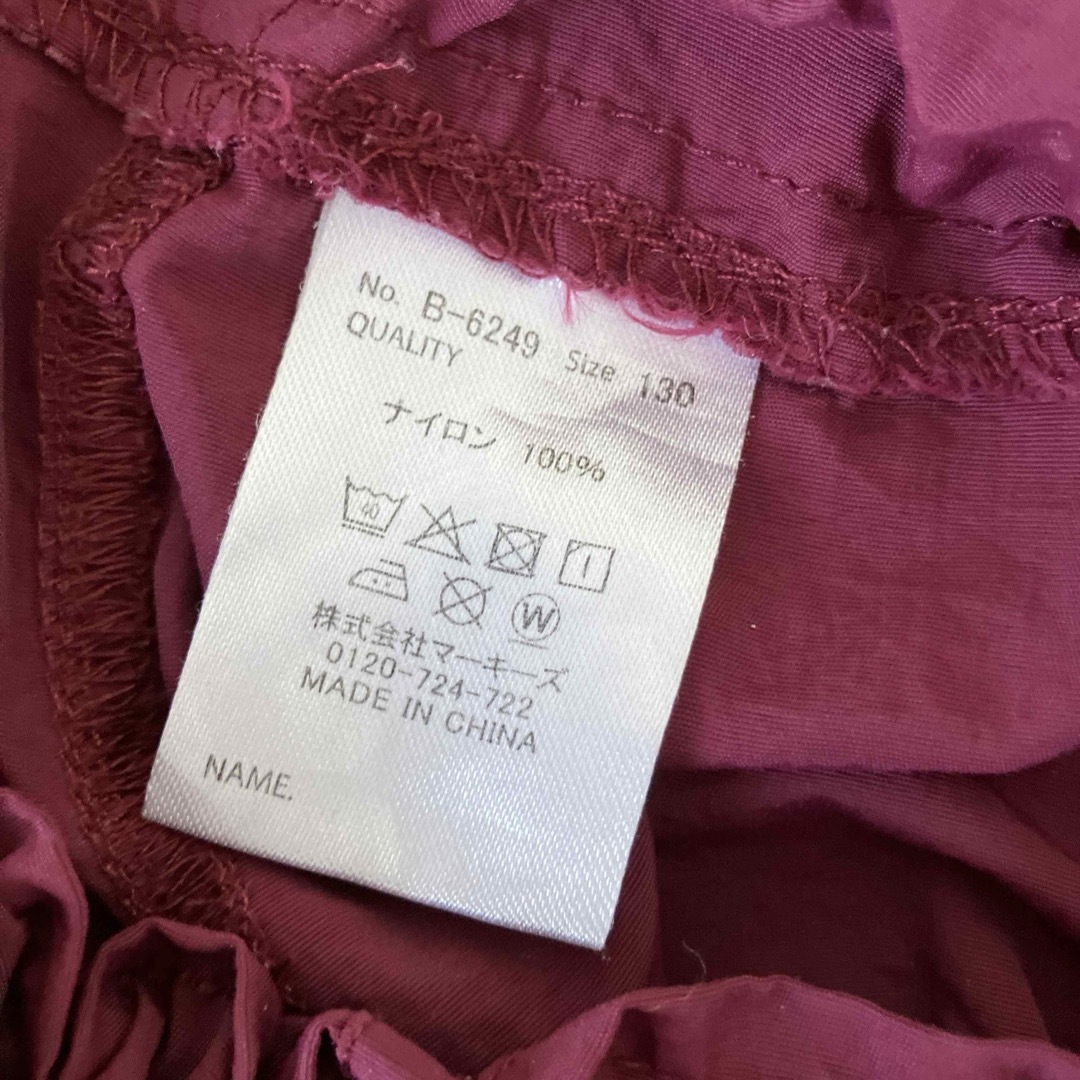 No. B-6249 Size 130
QUALITY
ナイロン 100%
40
W
株式会社マーキーズ
0120-724-722
MADE IN CHINA
NAME.